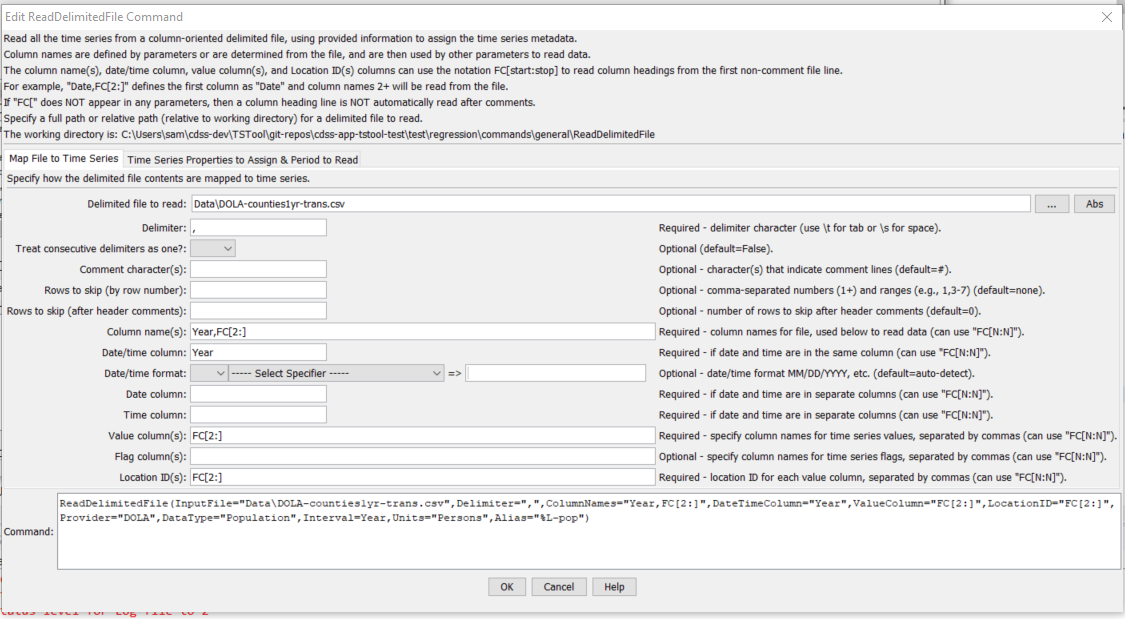 Edit ReadDelimitedFile Command
Read all the time series from a column-oriented delimited file, using provided information to assign the time series metadata.
Column names are defined by parameters or are determined from the file, and are then used by other parameters to read data.
The column name(s), date/time column, value column(s), and Location ID(s) columns can use the notation FC[start:stop] to read column headings from the first non-comment file line.
For example, "Date,FC[2:]" defines the first column as "Date" and column names 2+ will be read from the file.
If "FC[" does NOT appear in any parameters, then a column heading line is NOT automatically read after comments.
Specify a full path or relative path (relative to working directory) for a delimited file to read.
The working directory is: C:\Users\sam\cdss-dev\TSTool\git-repos\cdss-app-tstool-test\test\regression\commands\general\ReadDelimitedFile
Map File to Time Series Time Series Properties to Assign & Period to Read
Specify how the delimited file contents are mapped to time series.
Delimited file to read: Data\DOLA-counties1yr-trans.csv ... Abs
Delimiter: , Required - delimiter character (use \t for tab or \s for space).
Treat consecutive delimiters as one?: Optional (default=False).
Comment character(s): Optional - character(s) that indicate comment lines (default=#).
Rows to skip (by row number): Optional - comma-separated numbers (1+) and ranges (e.g., 1,3-7) (default=none).
Rows to skip (after header comments): Optional - number of rows to skip after header comments (default=0).
Column name(s): Year,FC[2:] Required - column names for file, used below to read data (can use "FC[N:N]").
Date/time column: Year Required - if date and time are in the same column (can use "FC[N:N]").
Date/time format: ----- Select Specifier ----- => Optional - date/time format MM/DD/YYYY, etc. (default=auto-detect).
Date column: Required - if date and time are in separate columns (can use "FC[N:N]").
Time column: Required - if date and time are in separate columns (can use "FC[N:N]").
Value column(s): FC[2:] Required - specify column names for time series values, separated by commas (can use "FC[N:N]").
Flag column(s): Optional - specify column names for time series flags, separated by commas (can use "FC[N:N]").
Location ID(s): FC[2:] Required - location ID for each value column, separated by commas (can use "FC[N:N]").
Command: ReadDelimitedFile(InputFile="Data\DOLA-counties1yr-trans.csv",Delimiter=",",ColumnNames="Year,FC[2:]",DateTimeColumn="Year",ValueColumn="FC[2:]",LocationID="FC[2:]",
Provider="DOLA",DataType="Population",Interval=Year,Units="Persons",Alias="%L-pop")
OK Cancel Help